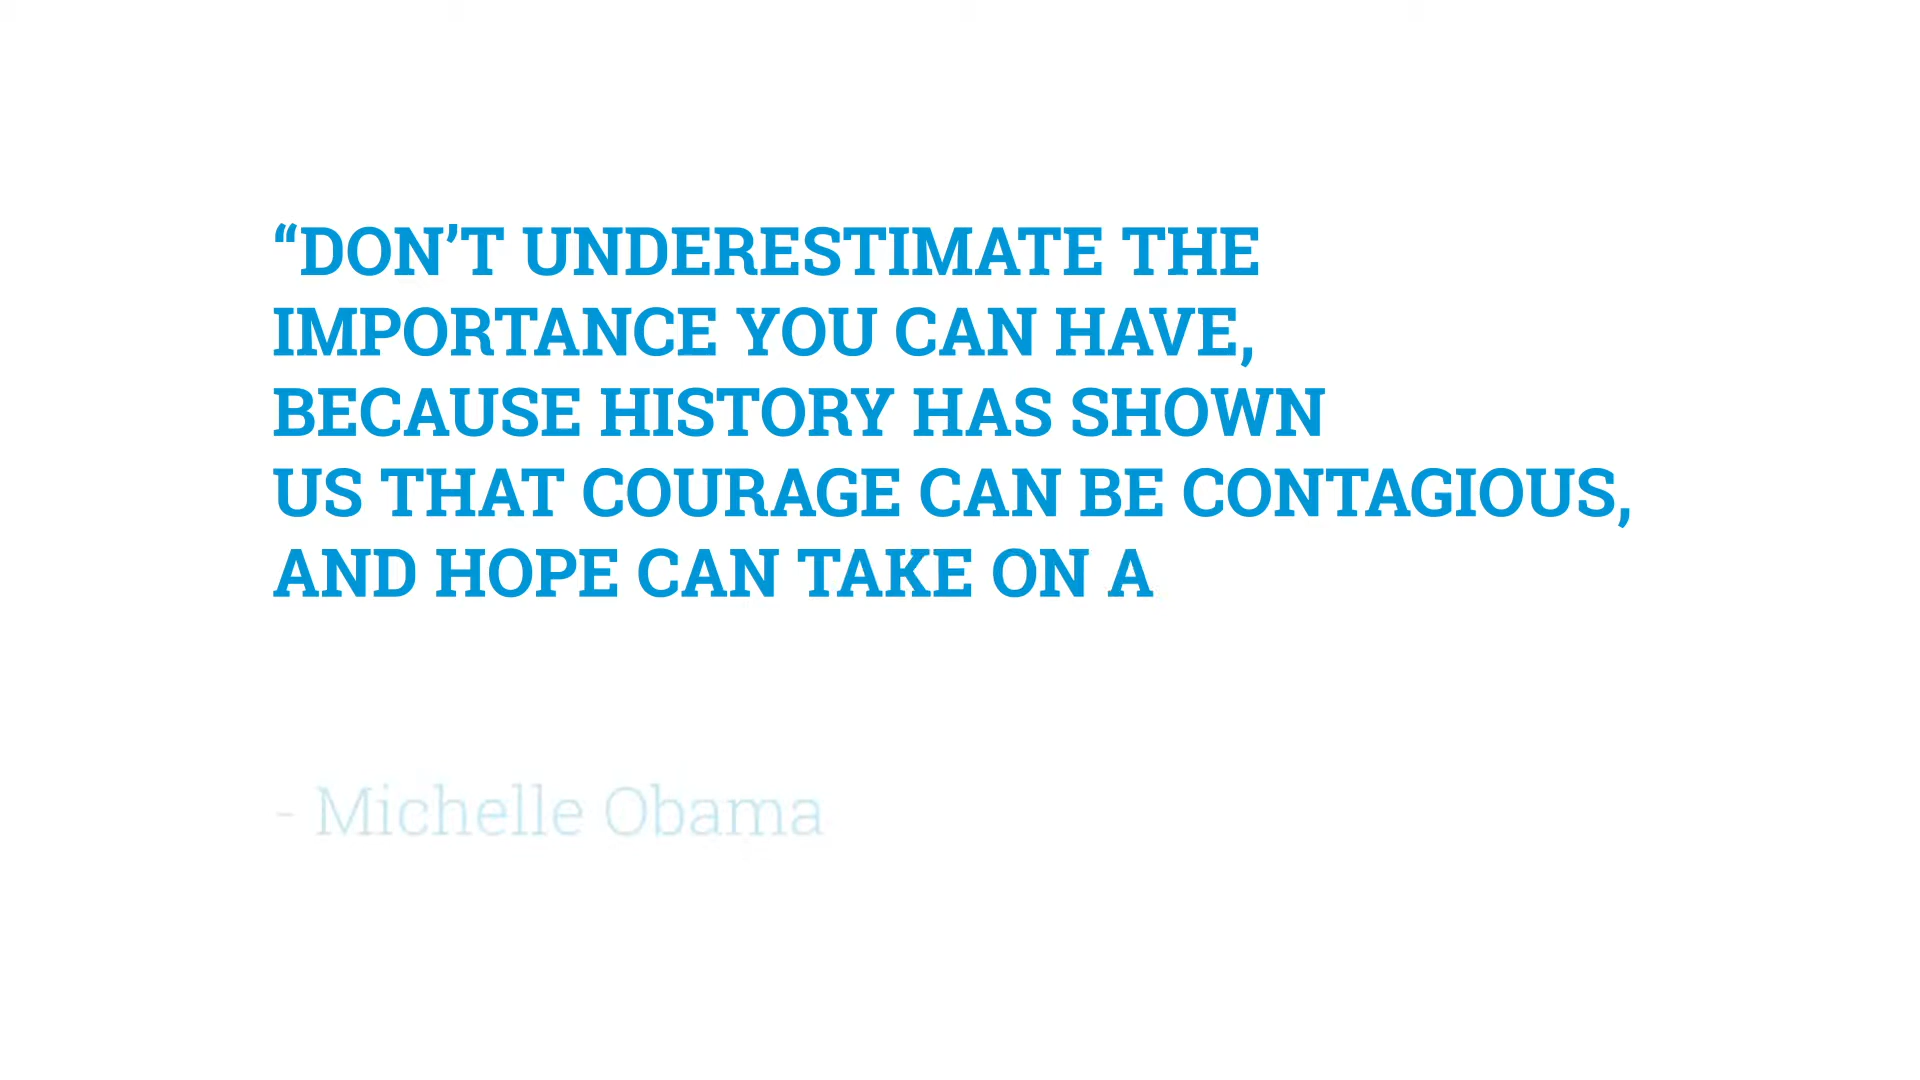 “DON’T UNDERESTIMATE THE
IMPORTANCE YOU CAN HAVE,
BECAUSE HISTORY HAS SHOWN
US THAT COURAGE CAN BE CONTAGIOUS,
AND HOPE CAN TAKE ON A
- Michelle Obama